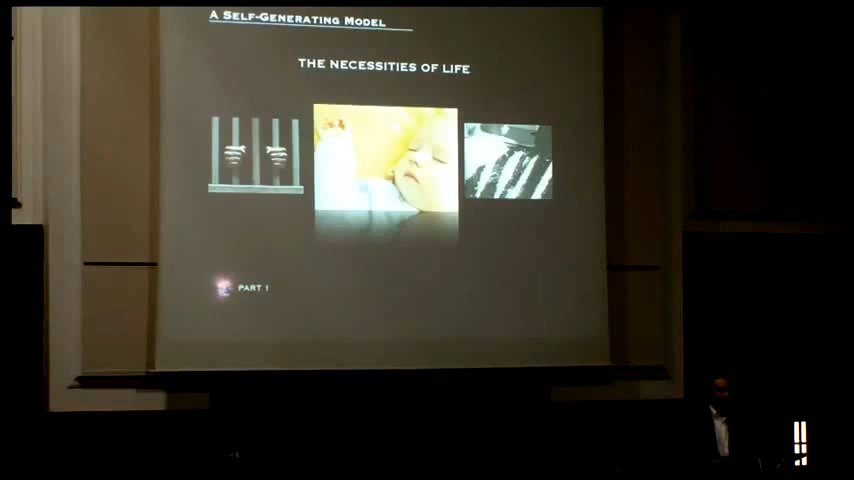 A SELF-GENERATING MODEL
THE NECESSITIES OF LIFE
PART 1